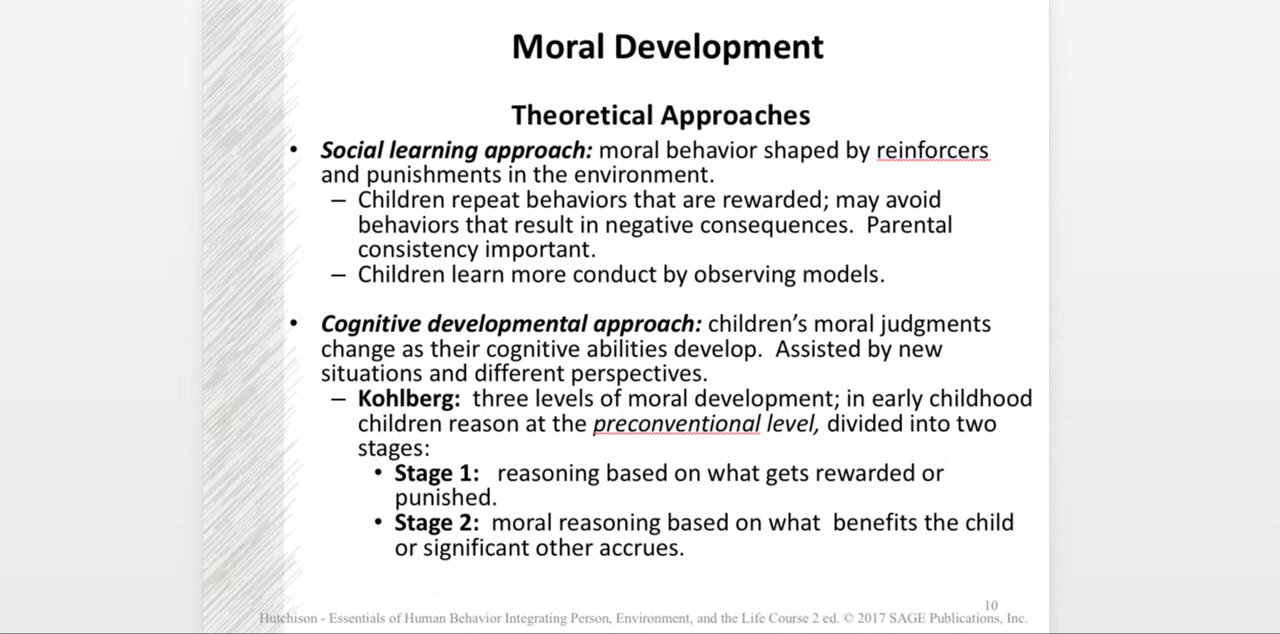 Moral Development
Theoretical Approaches
• Social learning approach: moral behavior shaped by reinforcers
and punishments in the environment.
– Children repeat behaviors that are rewarded; may avoid
behaviors that result in negative consequences.  Parental
consistency important.
– Children learn more conduct by observing models.
• Cognitive developmental approach: children’s moral judgments
change as their cognitive abilities develop.  Assisted by new
situations and different perspectives.
– Kohlberg:  three levels of moral development; in early childhood
children reason at the preconventional level, divided into two
stages:
• Stage 1:   reasoning based on what gets rewarded or
punished.
• Stage 2:  moral reasoning based on what  benefits the child
or significant other accrues.
10
Hutchison - Essentials of Human Behavior Integrating Person, Environment, and the Life Course 2 ed. © 2017 SAGE Publications, Inc.